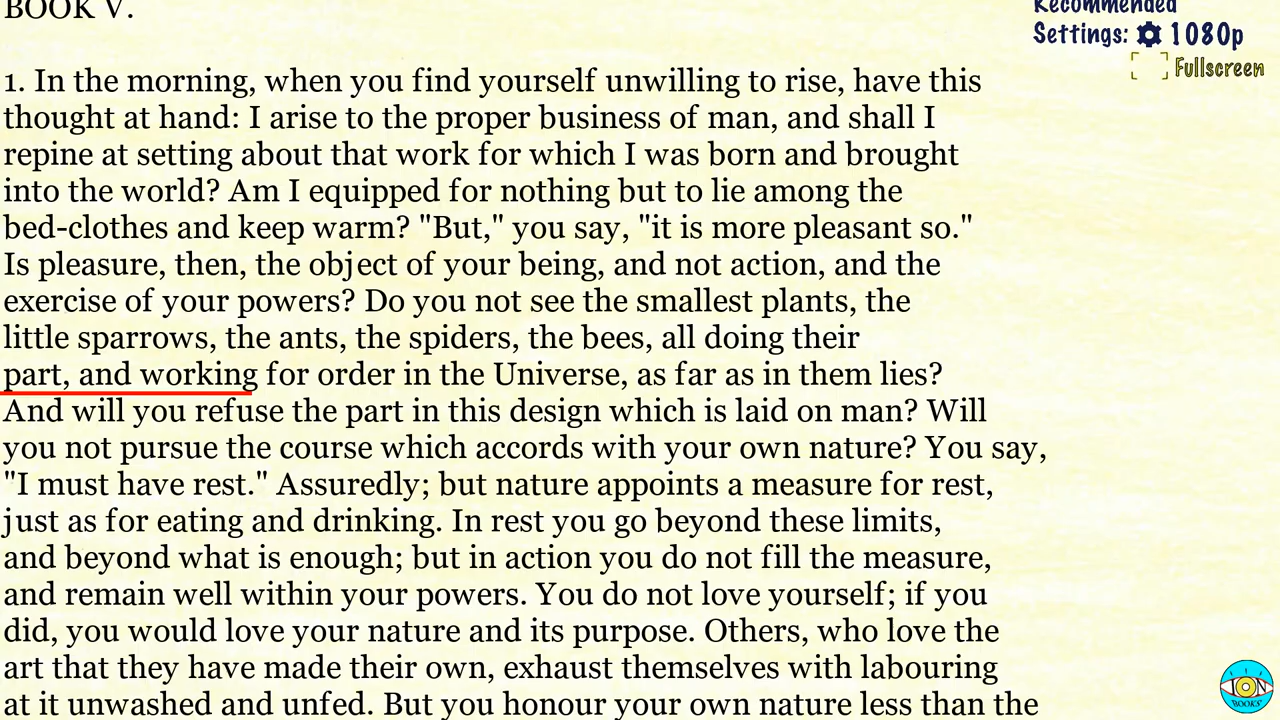 BOOK V.
Recommended
Settings: 1080p
Fullscreen
1. In the morning, when you find yourself unwilling to rise, have this
thought at hand: I arise to the proper business of man, and shall I
repine at setting about that work for which I was born and brought
into the world? Am I equipped for nothing but to lie among the
bed-clothes and keep warm? "But," you say, "it is more pleasant so."
Is pleasure, then, the object of your being, and not action, and the
exercise of your powers? Do you not see the smallest plants, the
little sparrows, the ants, the spiders, the bees, all doing their
part, and working for order in the Universe, as far as in them lies?
And will you refuse the part in this design which is laid on man? Will
you not pursue the course which accords with your own nature? You say,
"I must have rest." Assuredly; but nature appoints a measure for rest,
just as for eating and drinking. In rest you go beyond these limits,
and beyond what is enough; but in action you do not fill the measure,
and remain well within your powers. You do not love yourself; if you
did, you would love your nature and its purpose. Others, who love the
art that they have made their own, exhaust themselves with labouring
at it unwashed and unfed. But you honour your own nature less than the
ION
BOOKS